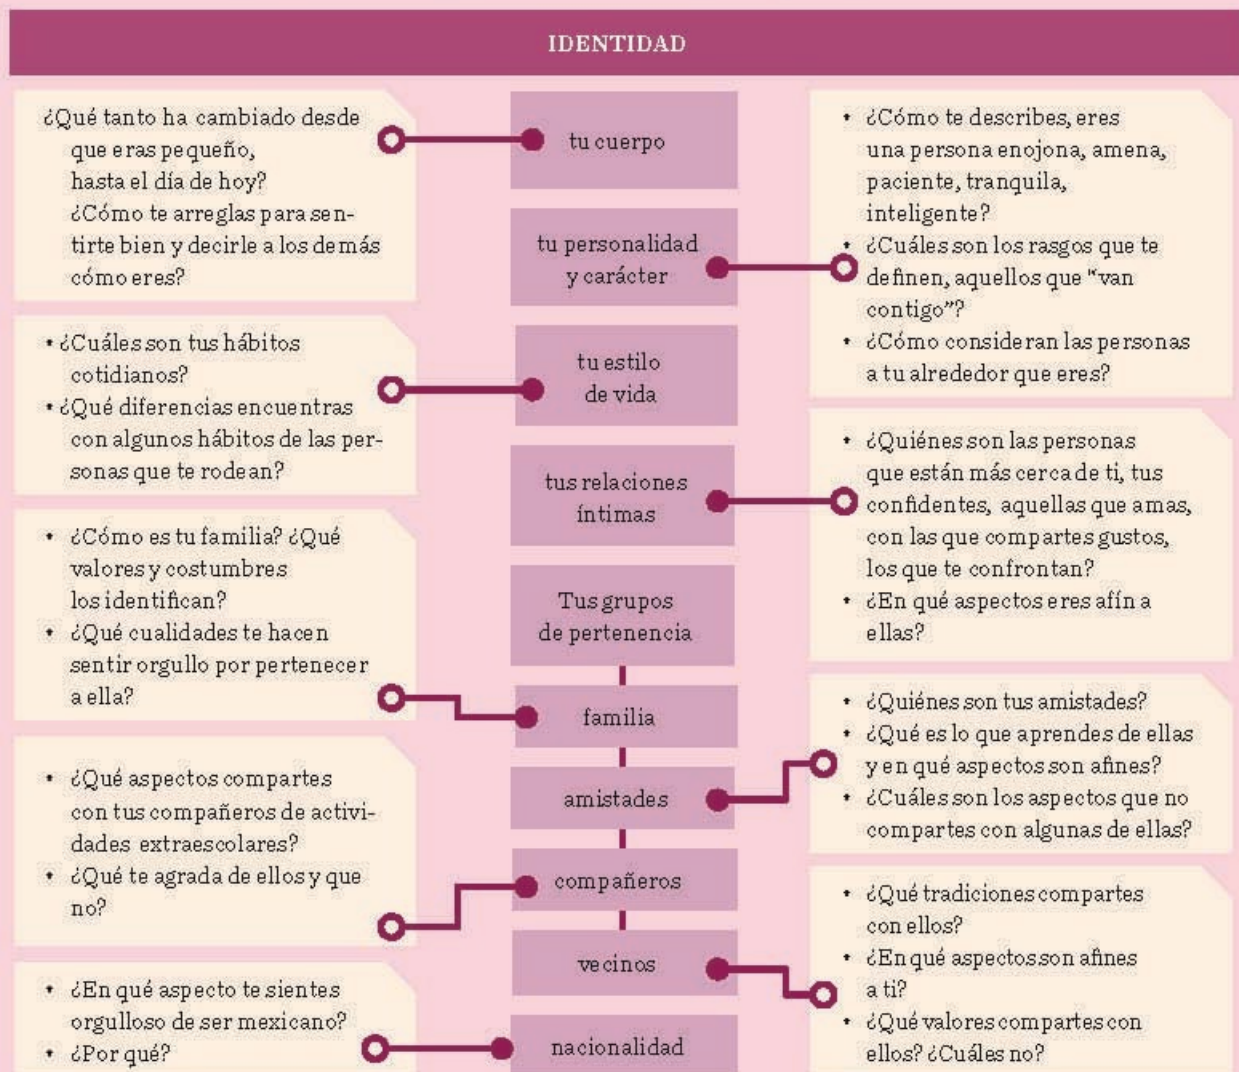 IDENTIDAD
¿Qué tanto ha cambiado desde
que eras pequeño,
hasta el día de hoy?
¿Cómo te arreglas para sen-
tirte bien y decirle a los demás
cómo eres?
tu cuerpo
• ¿Cómo te describes, eres
una persona enojona, amena,
paciente, tranquila,
inteligente?
• ¿Cuáles son los rasgos que te
definen, aquellos que “van
contigo”?
• ¿Cómo consideran las personas
a tu alrededor que eres?
tu personalidad
y carácter
• ¿Cuáles son tus hábitos
cotidianos?
• ¿Qué diferencias encuentras
con algunos hábitos de las per-
sonas que te rodean?
tu estilo
de vida
tus relaciones
íntimas
• ¿Quiénes son las personas
que están más cerca de ti, tus
confidentes, aquellas que amas,
con las que compartes gustos,
los que te confrontan?
• ¿En qué aspectos eres afín a
ellas?
Tus grupos
de pertenencia
• ¿Cómo es tu familia? ¿Qué
valores y costumbres
los identifican?
• ¿Qué cualidades te hacen
sentir orgullo por pertenecer
a ella?
familia
amistades
• ¿Quiénes son tus amistades?
• ¿Qué es lo que aprendes de ellas
y en qué aspectos son afines?
• ¿Cuáles son los aspectos que no
compartes con algunas de ellas?
• ¿Qué aspectos compartes
con tus compañeros de activi-
dades extraescolares?
• ¿Qué te agrada de ellos y que
no?
compañeros
vecinos
• ¿Qué tradiciones compartes
con ellos?
• ¿En qué aspectos son afines
a ti?
• ¿Qué valores compartes con
ellos? ¿Cuáles no?
• ¿En qué aspecto te sientes
orgulloso de ser mexicano?
• ¿Por qué?
nacionalidad